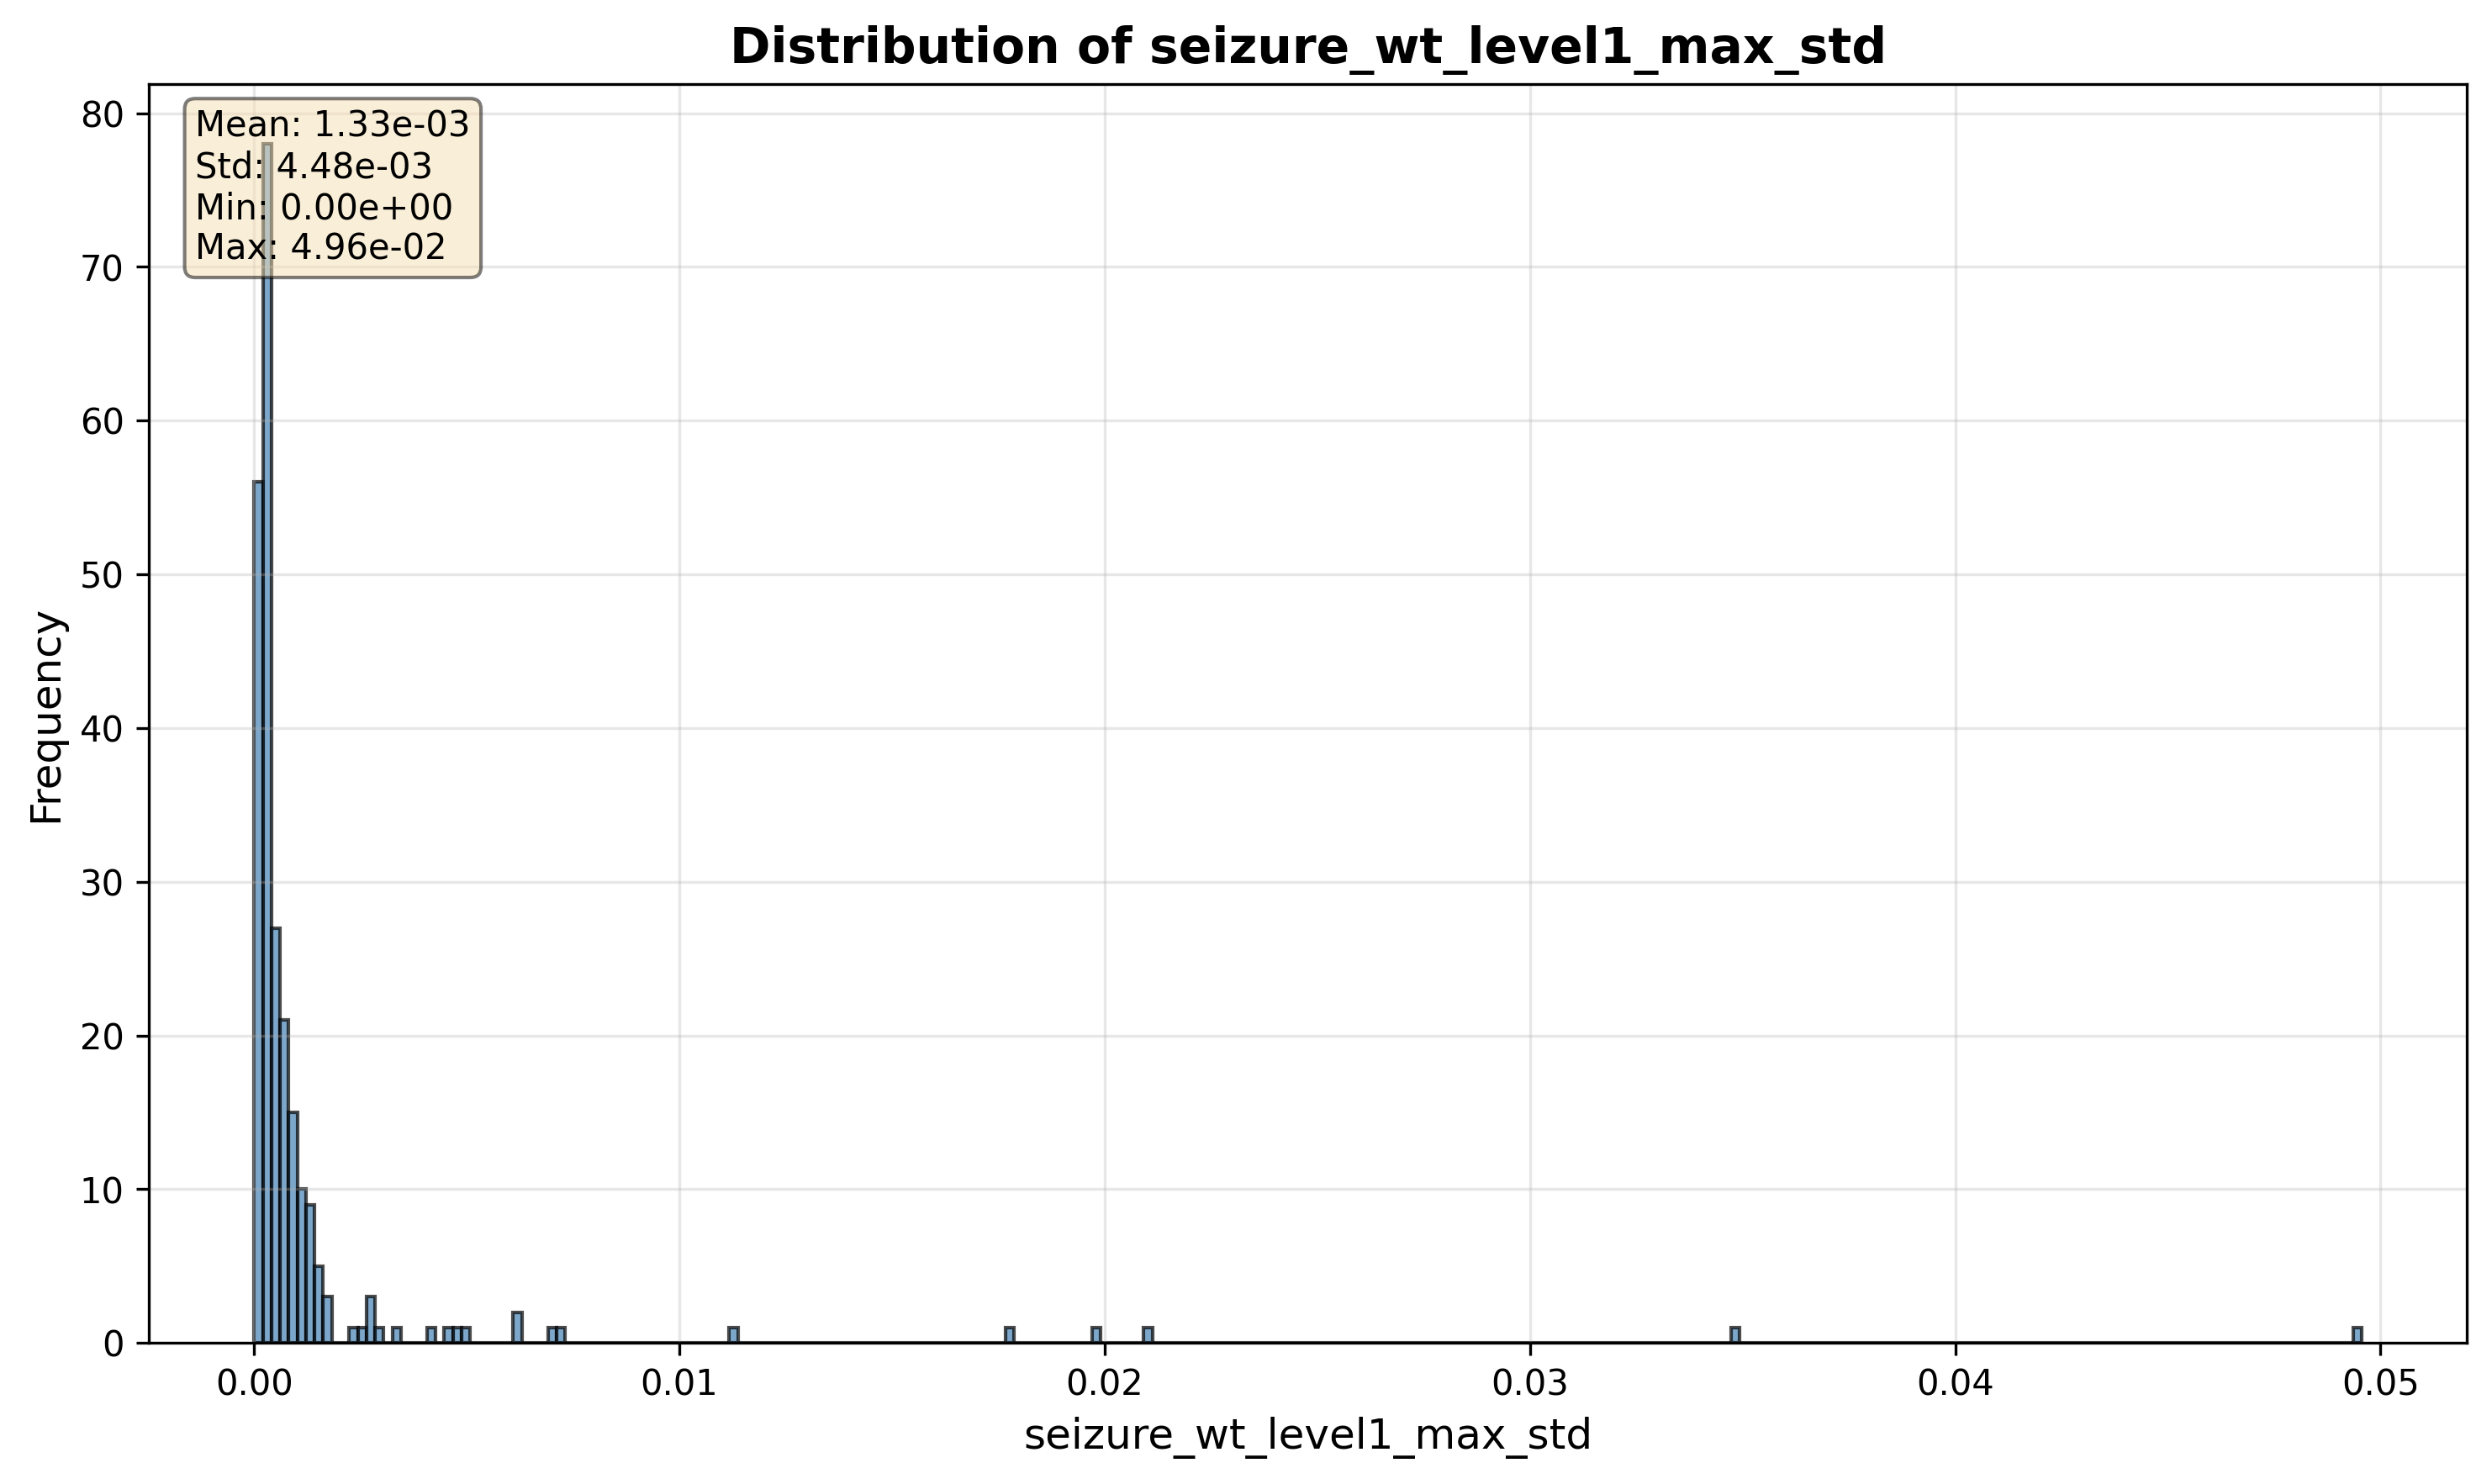 Distribution of seizure_wt_level1_max_std
Mean: 1.33e-03
Std: 4.48e-03
Min: 0.00e+00
Max: 4.96e-02
80
70
60
50
40
30
20
10
0
Frequency
0.00 0.01 0.02 0.03 0.04 0.05
seizure_wt_level1_max_std